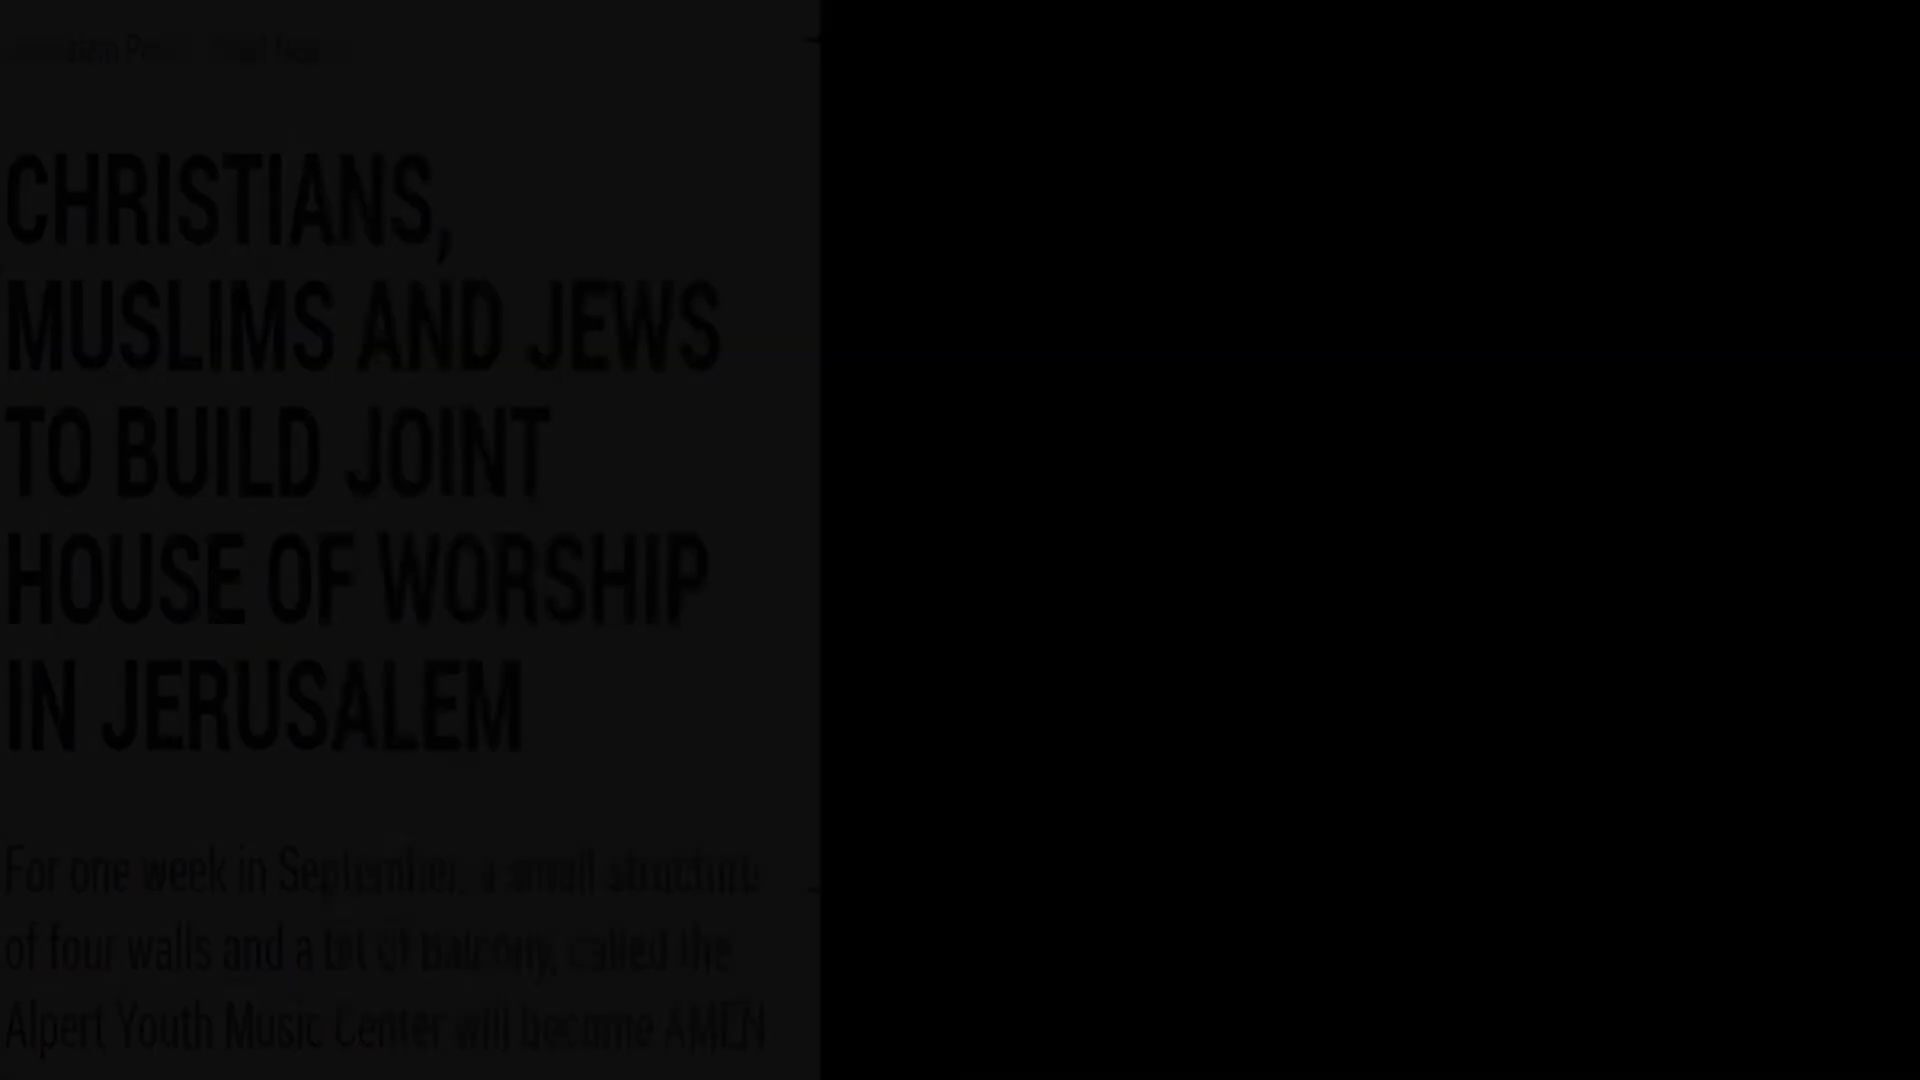 CHRISTIANS,
MUSLIMS AND JEWS
TO BUILD JOINT
HOUSE OF WORSHIP
IN JERUSALEM
For one week in September, a small structure
of four walls and a bit of balcony, called the
Alpert Youth Music Center will become AMEN